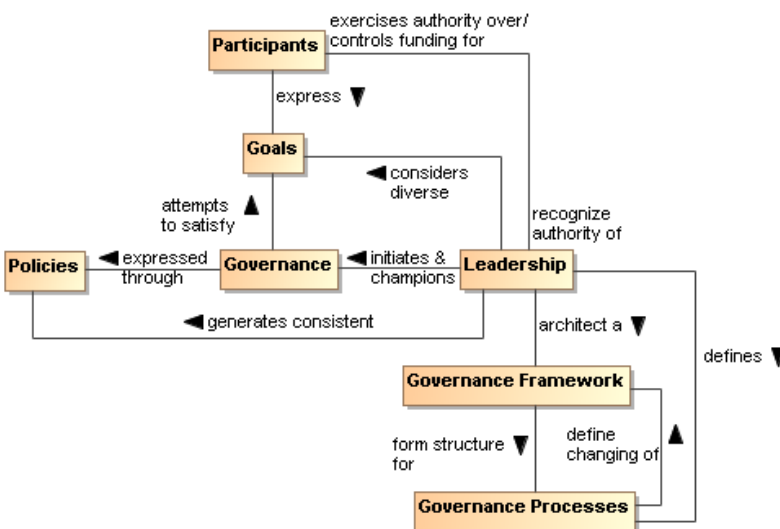 exercises authority over/
controls funding for
Participants
express
Goals
considers
diverse
attempts
to satisfy
recognize
authority of
Policies
expressed
through
Governance
initiates &
champions
Leadership
generates consistent
architect a
defines
Governance Framework
form structure
for
define
changing of
Governance Processes